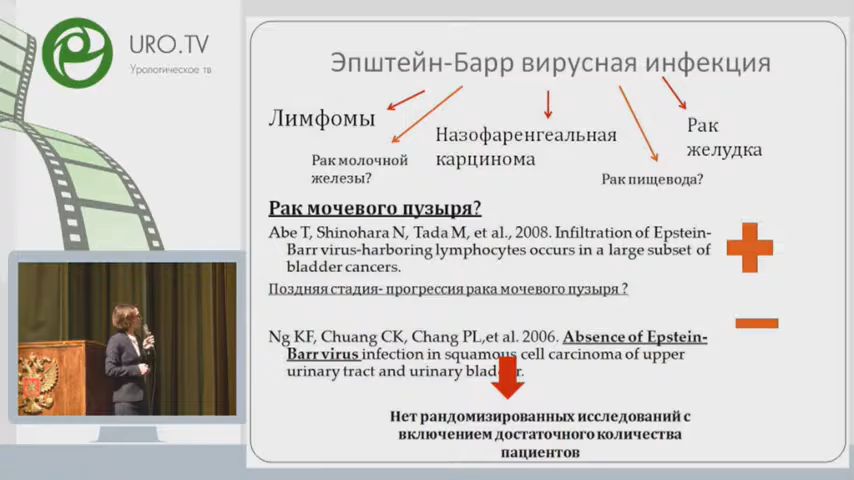 URO.TV
Урологическое тв
Эпштейн-Барр вирусная инфекция
Лимфомы
Назофаренгеальная
карцинома
Рак
желудка
Рак молочной
железы?
Рак пищевода?
Рак мочевого пузыря?
Abe T, Shinohara N, Tada M, et al., 2008. Infiltration of Epstein-
Barr virus-harboring lymphocytes occurs in a large subset of
bladder cancers.
Поздняя стадия- прогрессия рака мочевого пузыря ?
Ng KF, Chuang CK, Chang PL,et al. 2006. Absence of Epstein-
Barr virus infection in squamous cell carcinoma of upper
urinary tract and urinary bladder.
Нет рандомизированных исследований с
включением достаточного количества
пациентов